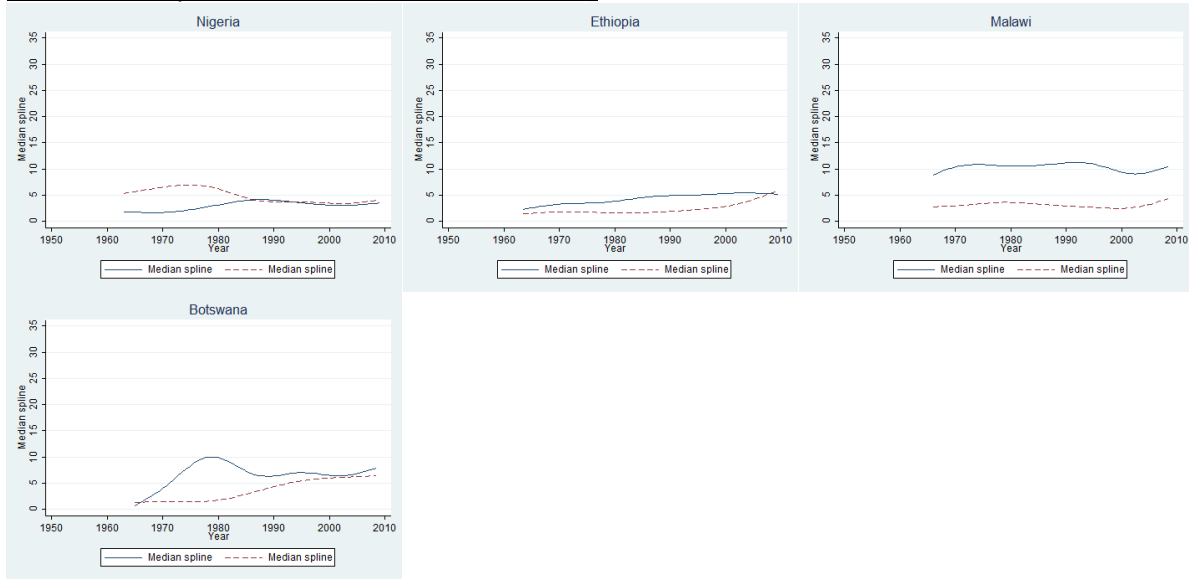 Nigeria
Median spline
0 5 10 15 20 25 30 35
1950 1960 1970 1980 1990 2000 2010
Year
Median spline Median spline
Ethiopia
Median spline
0 5 10 15 20 25 30 35
1950 1960 1970 1980 1990 2000 2010
Year
Median spline Median spline
Malawi
Median spline
0 5 10 15 20 25 30 35
1950 1960 1970 1980 1990 2000 2010
Year
Median spline Median spline
Botswana
Median spline
0 5 10 15 20 25 30 35
1950 1960 1970 1980 1990 2000 2010
Year
Median spline Median spline